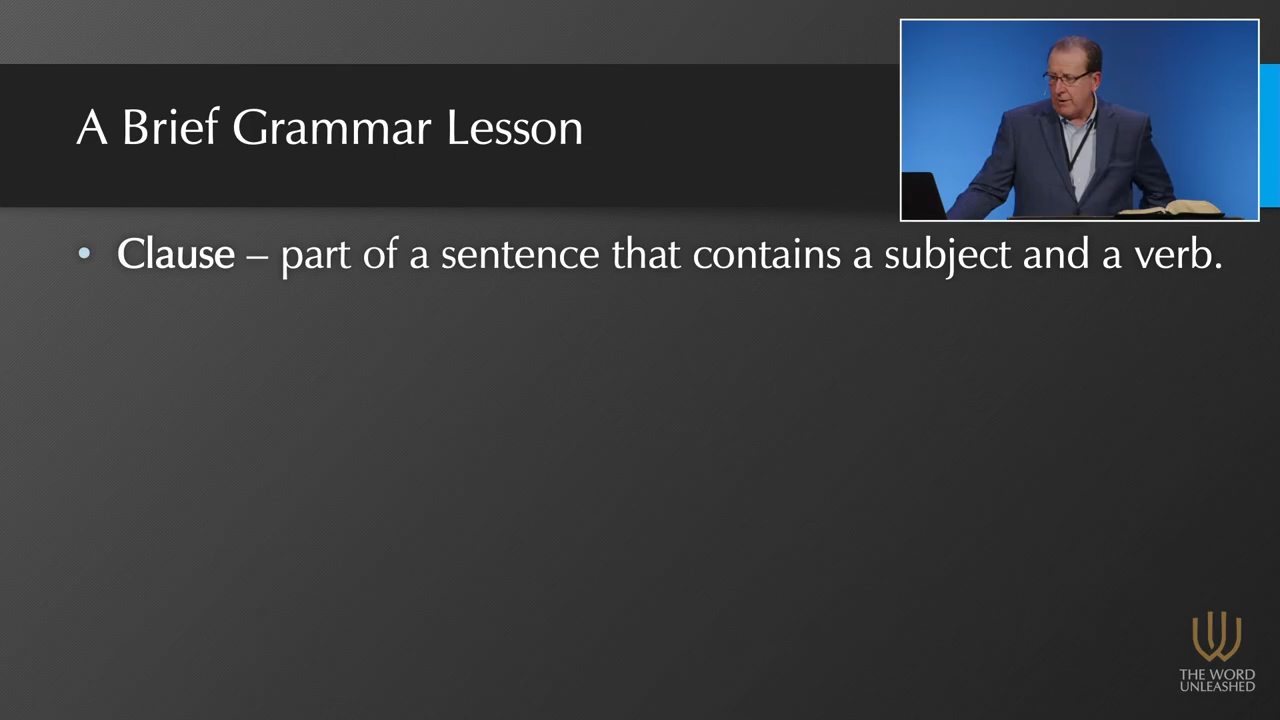 A Brief Grammar Lesson
• Clause – part of a sentence that contains a subject and a verb.
THE WORD
UNLEASHED